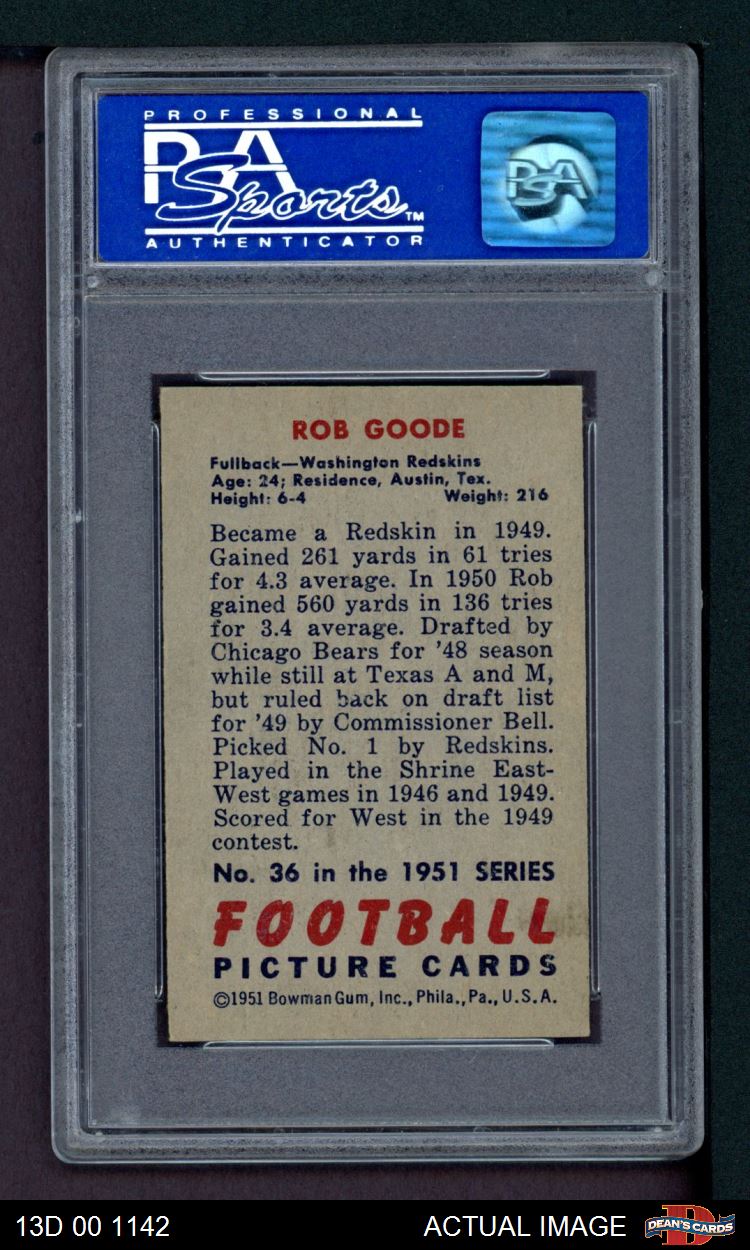 PROFESSIONAL
PSA
Sports™
AUTHENTICATOR
PSA
ROB GOODE
Fullback—Washington Redskins
Age: 24; Residence, Austin, Tex.
Height: 6-4 Weight: 216
Became a Redskin in 1949.
Gained 261 yards in 61 tries
for 4.3 average. In 1950 Rob
gained 560 yards in 136 tries
for 3.4 average. Drafted by
Chicago Bears for '48 season
while still at Texas A and M,
but ruled back on draft list
for '49 by Commissioner Bell.
Picked No. 1 by Redskins.
Played in the Shrine East-
West games in 1946 and 1949.
Scored for West in the 1949
contest.
No. 36 in the 1951 SERIES
FOOTBALL
PICTURE CARDS
©1951 Bowman Gum, Inc., Phila., Pa., U.S.A.
13D 00 1142 ACTUAL IMAGE DEAN'S CARDS